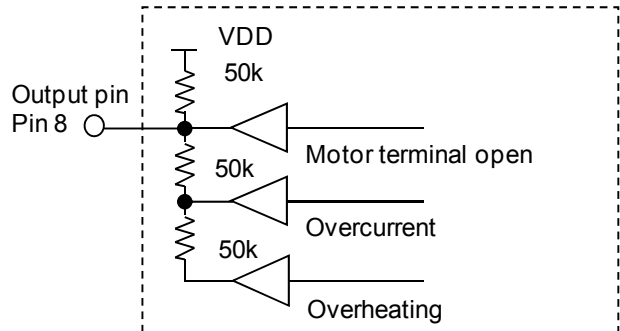 VDD
50k
Output pin
Pin 8
Motor terminal open
50k
Overcurrent
50k
Overheating